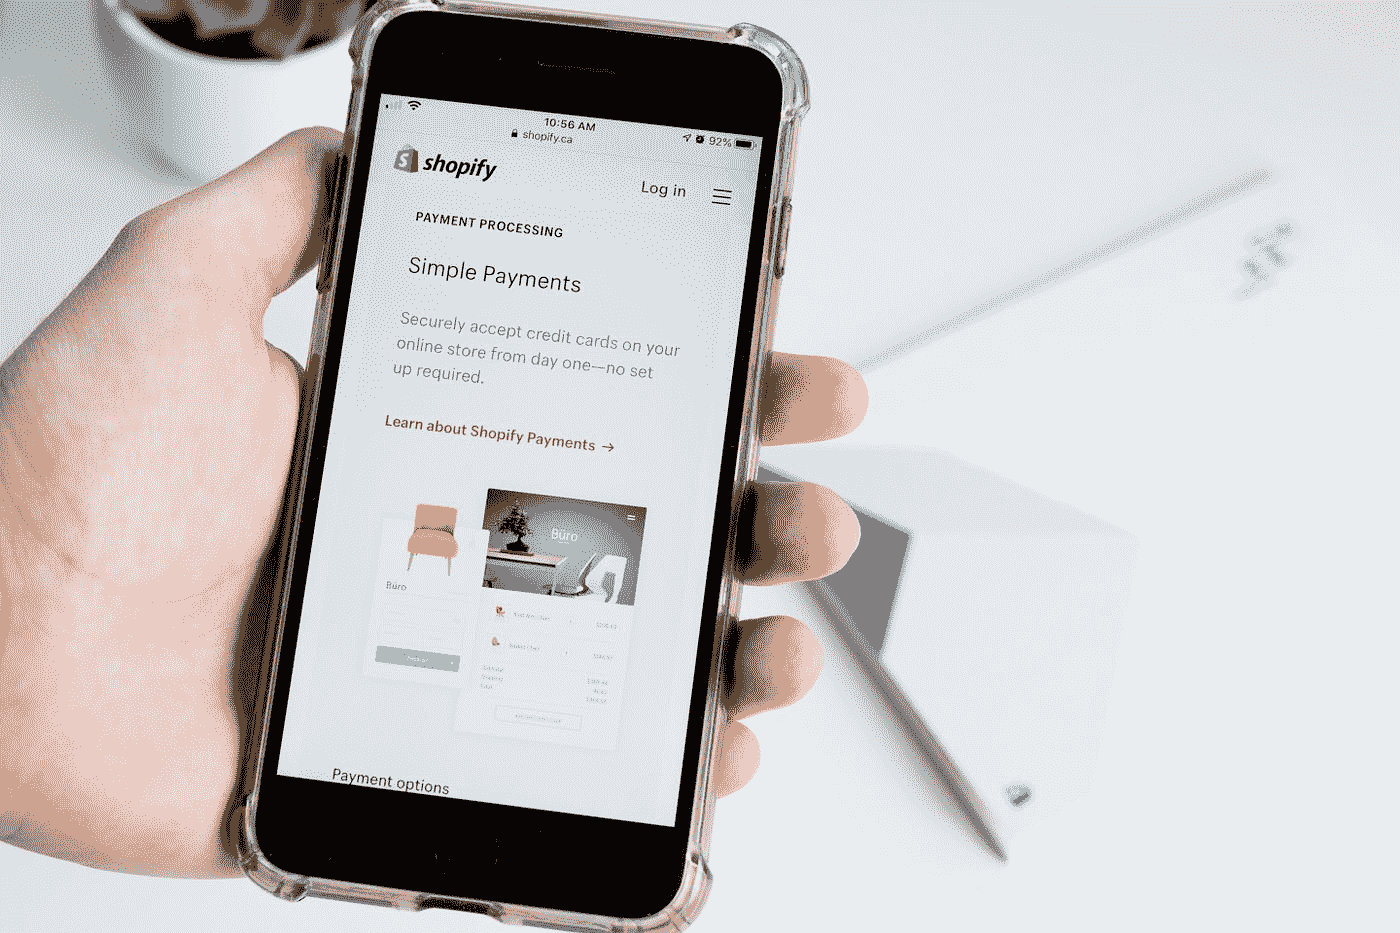 10:56 AM
shopify.ca
92%
shopify
Log in
PAYMENT PROCESSING
Simple Payments
Securely accept credit cards on your
online store from day one—no set
up required.
Learn about Shopify Payments →
Büro
Büro
Payment options